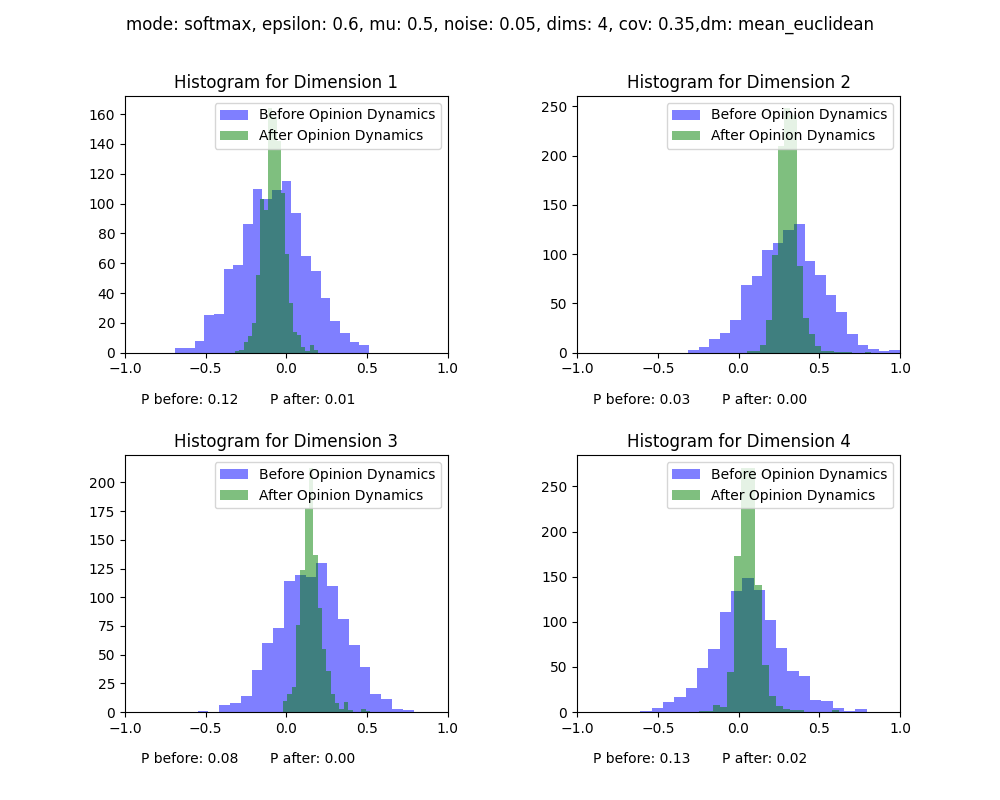 mode: softmax, epsilon: 0.6, mu: 0.5, noise: 0.05, dims: 4, cov: 0.35,dm: mean_euclidean
Histogram for Dimension 1
Before Opinion Dynamics
After Opinion Dynamics
160
140
120
100
80
60
40
20
0
−1.0 −0.5 0.0 0.5 1.0
P before: 0.12 P after: 0.01
Histogram for Dimension 2
Before Opinion Dynamics
After Opinion Dynamics
250
200
150
100
50
0
−1.0 −0.5 0.0 0.5 1.0
P before: 0.03 P after: 0.00
Histogram for Dimension 3
Before Opinion Dynamics
After Opinion Dynamics
200
175
150
125
100
75
50
25
0
−1.0 −0.5 0.0 0.5 1.0
P before: 0.08 P after: 0.00
Histogram for Dimension 4
Before Opinion Dynamics
After Opinion Dynamics
250
200
150
100
50
0
−1.0 −0.5 0.0 0.5 1.0
P before: 0.13 P after: 0.02